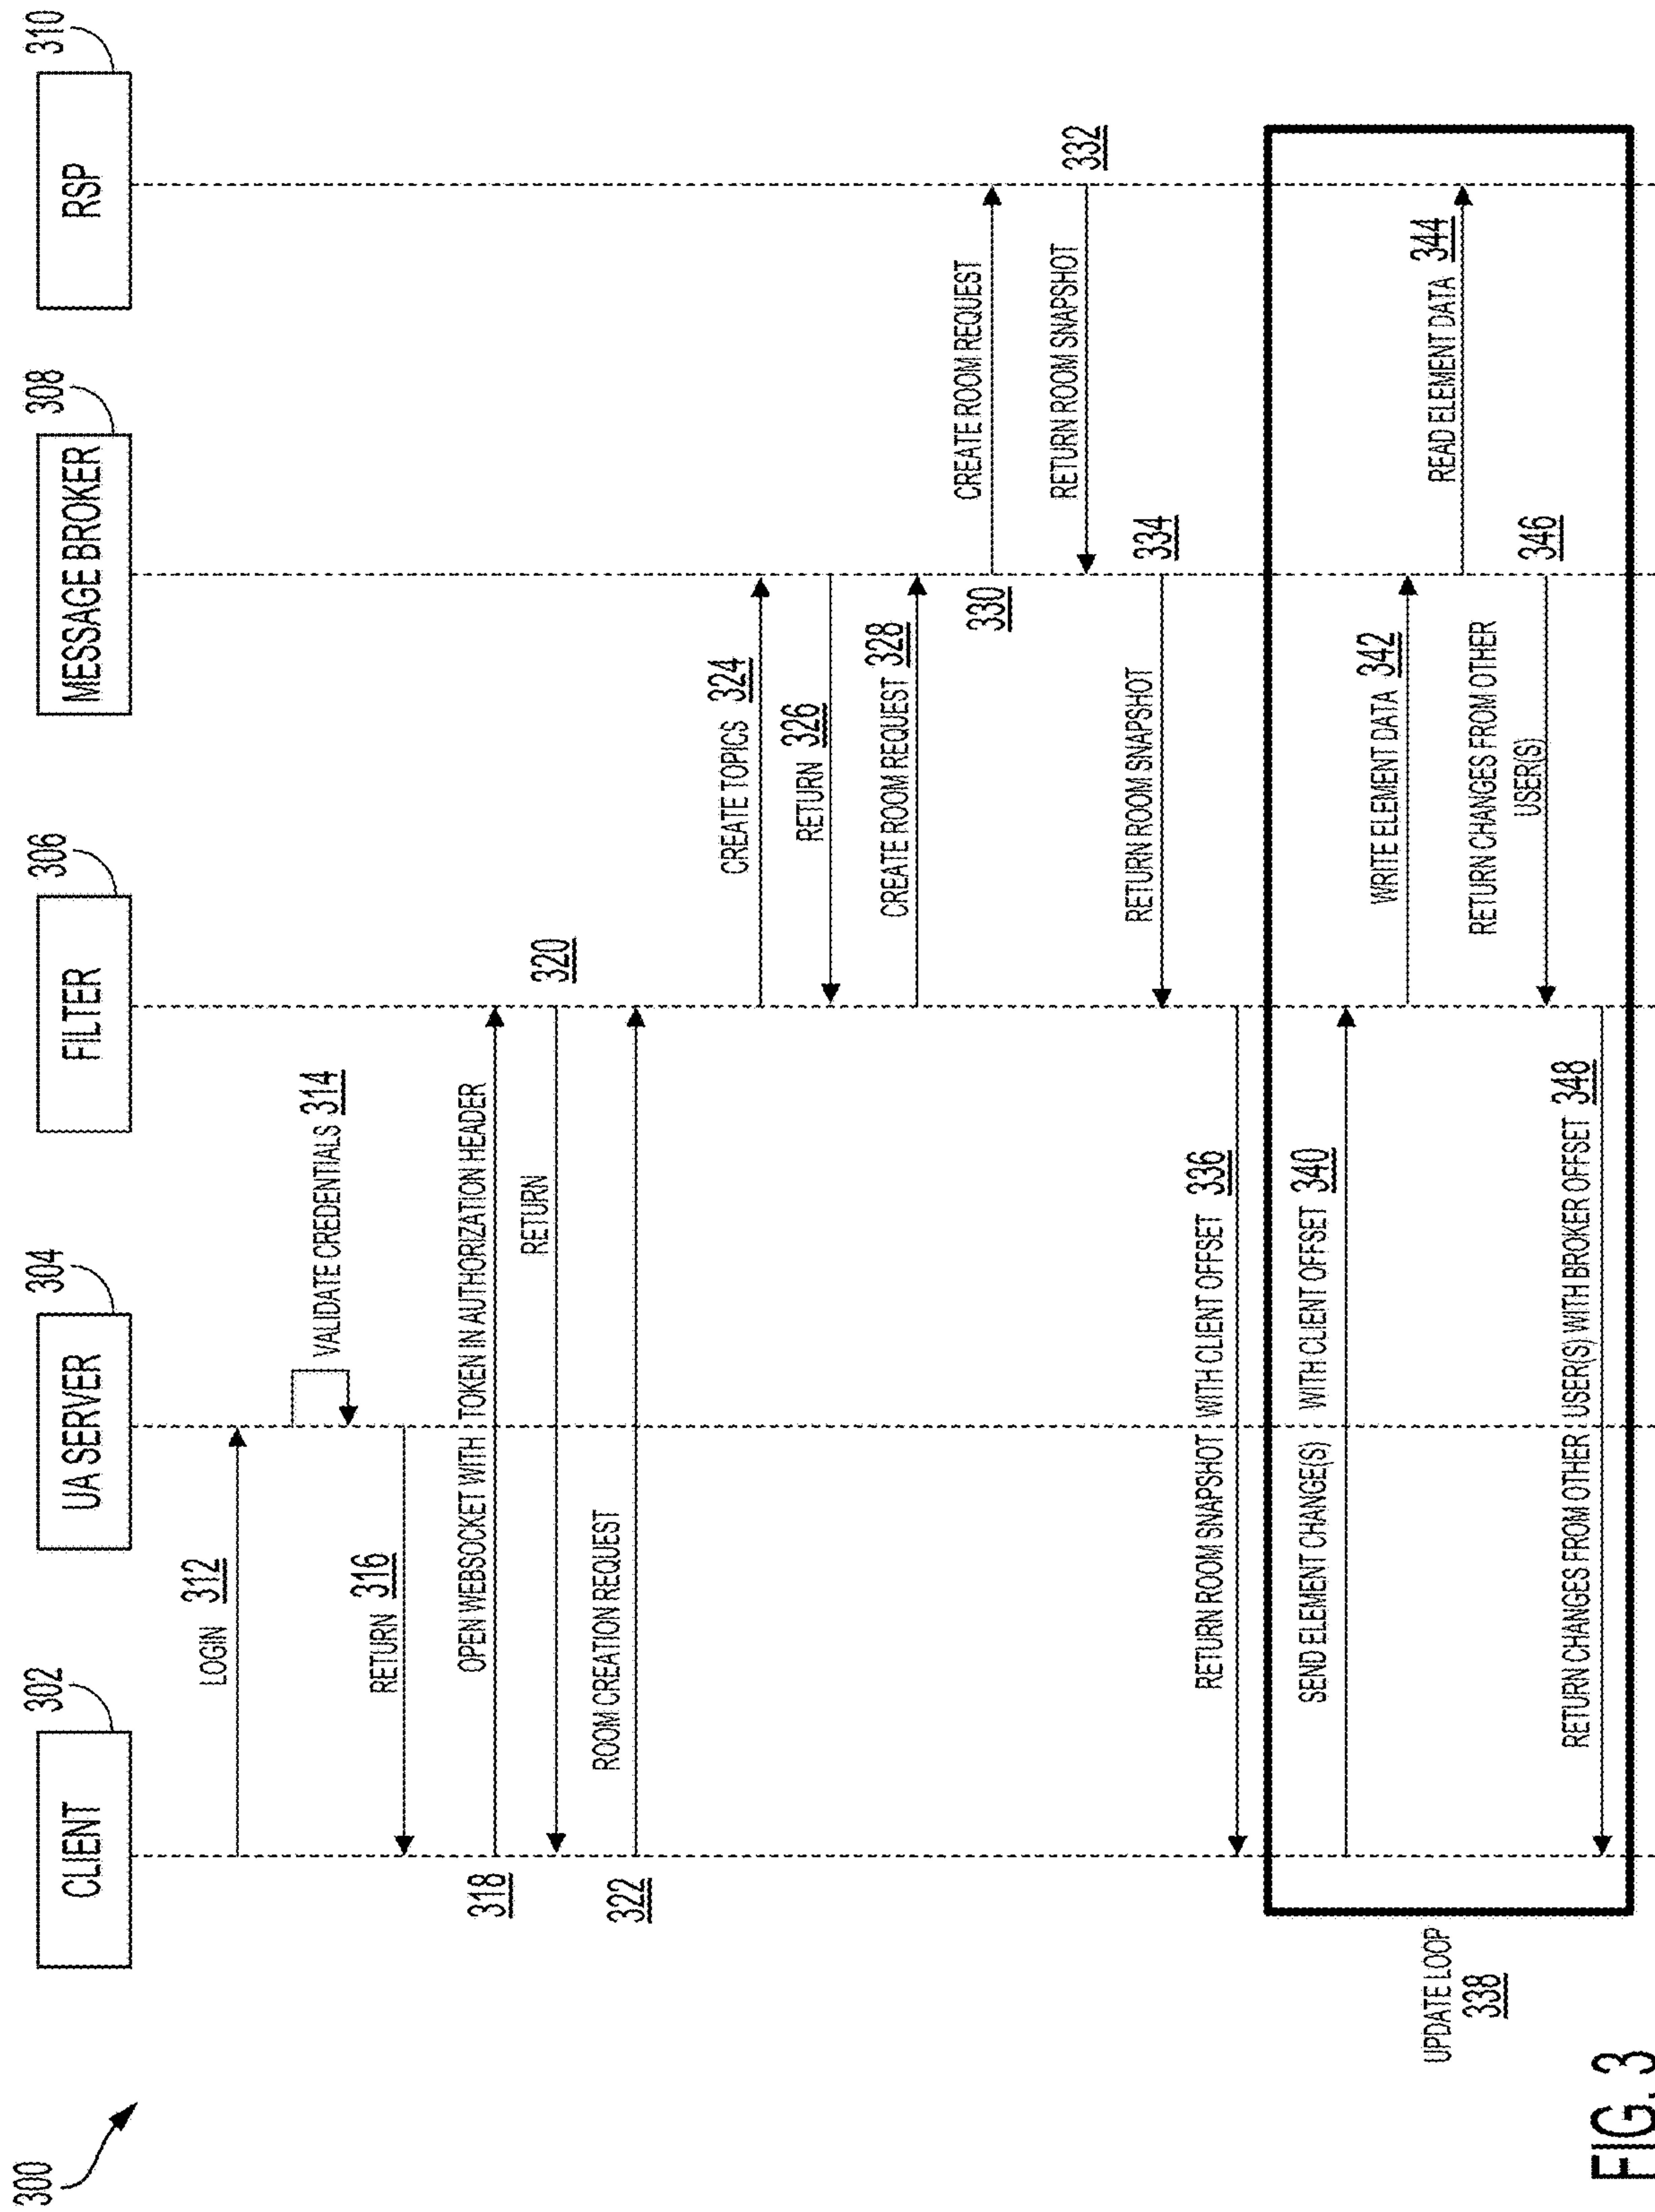 300
302
304
306
308
310
CLIENT
UA SERVER
FILTER
MESSAGE BROKER
RSP
LOGIN 312
VALIDATE CREDENTIALS 314
RETURN 316
OPEN WEBSOCKET WITH TOKEN IN AUTHORIZATION HEADER
318
320
RETURN
ROOM CREATION REQUEST
322
CREATE TOPICS 324
RETURN 326
CREATE ROOM REQUEST 328
CREATE ROOM REQUEST
330
332
RETURN ROOM SNAPSHOT
334
RETURN ROOM SNAPSHOT
RETURN ROOM SNAPSHOT WITH CLIENT OFFSET 336
SEND ELEMENT CHANGE(S) WITH CLIENT OFFSET 340
WRITE ELEMENT DATA 342
READ ELEMENT DATA 344
UPDATE LOOP
338
RETURN CHANGES FROM OTHER
USER(S)
346
RETURN CHANGES FROM OTHER USER(S) WITH BROKER OFFSET 348
FIG. 3